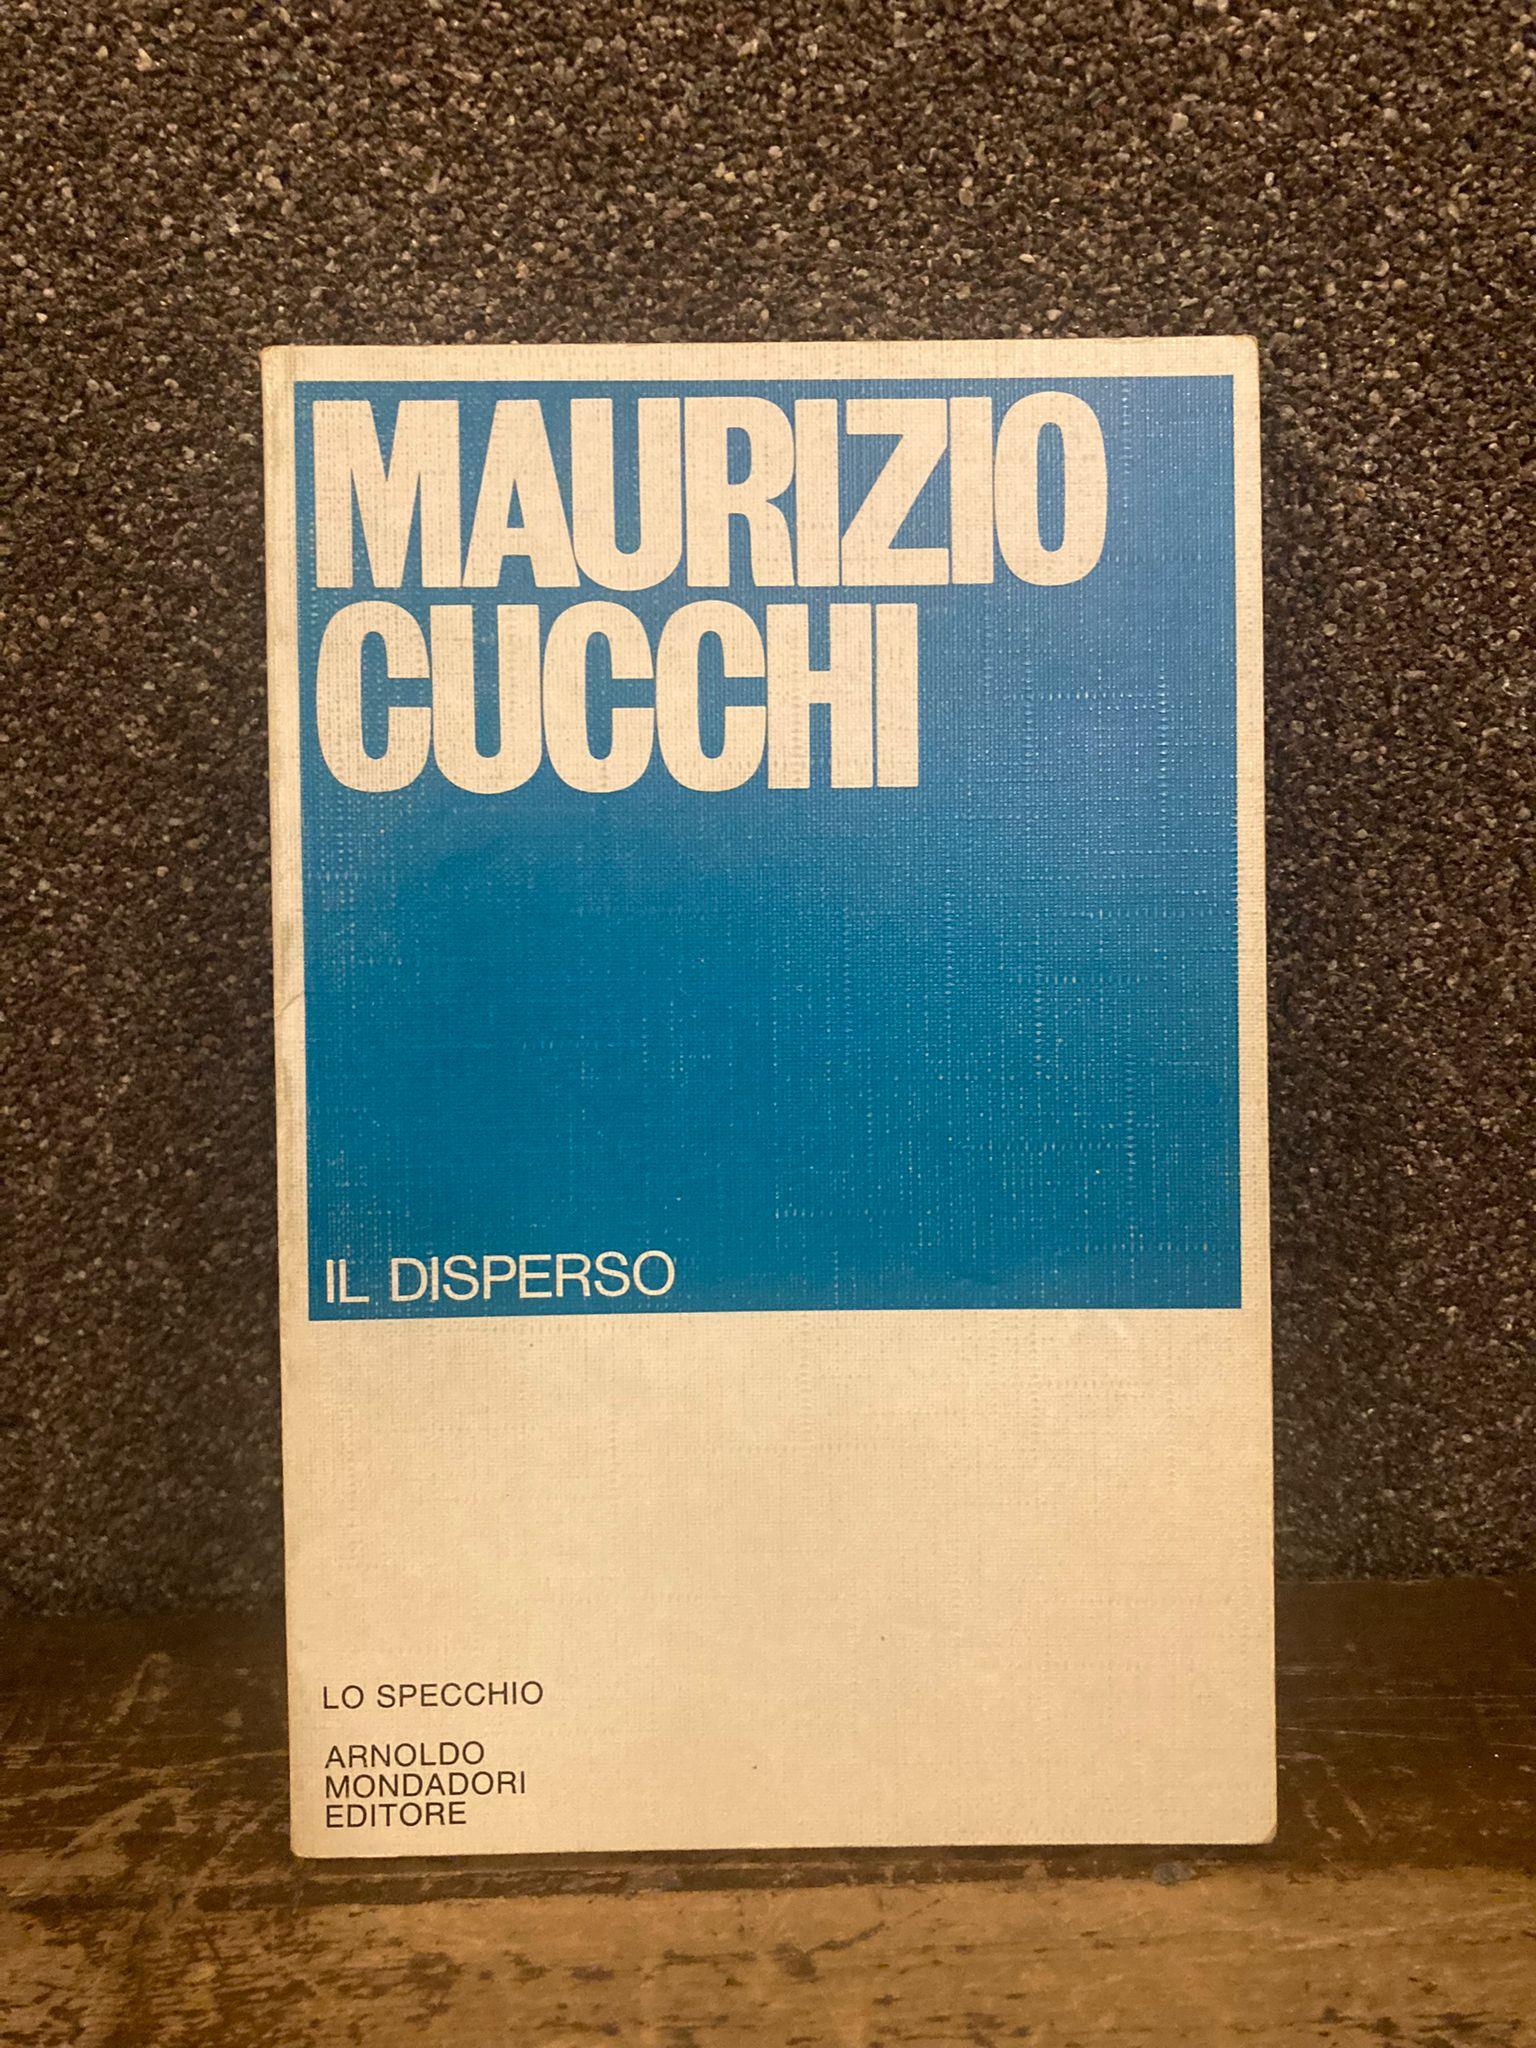 MAURIZIO
CUCCHI
IL DISPERSO
LO SPECCHIO
ARNOLDO
MONDADORI
EDITORE